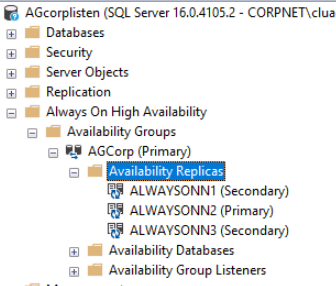 AGcorplisten (SQL Server 16.0.4105.2 - CORPNET\clua
Databases
Security
Server Objects
Replication
Always On High Availability
Availability Groups
AGCorp (Primary)
Availability Replicas
ALWAYSONN1 (Secondary)
ALWAYSONN2 (Primary)
ALWAYSONN3 (Secondary)
Availability Databases
Availability Group Listeners